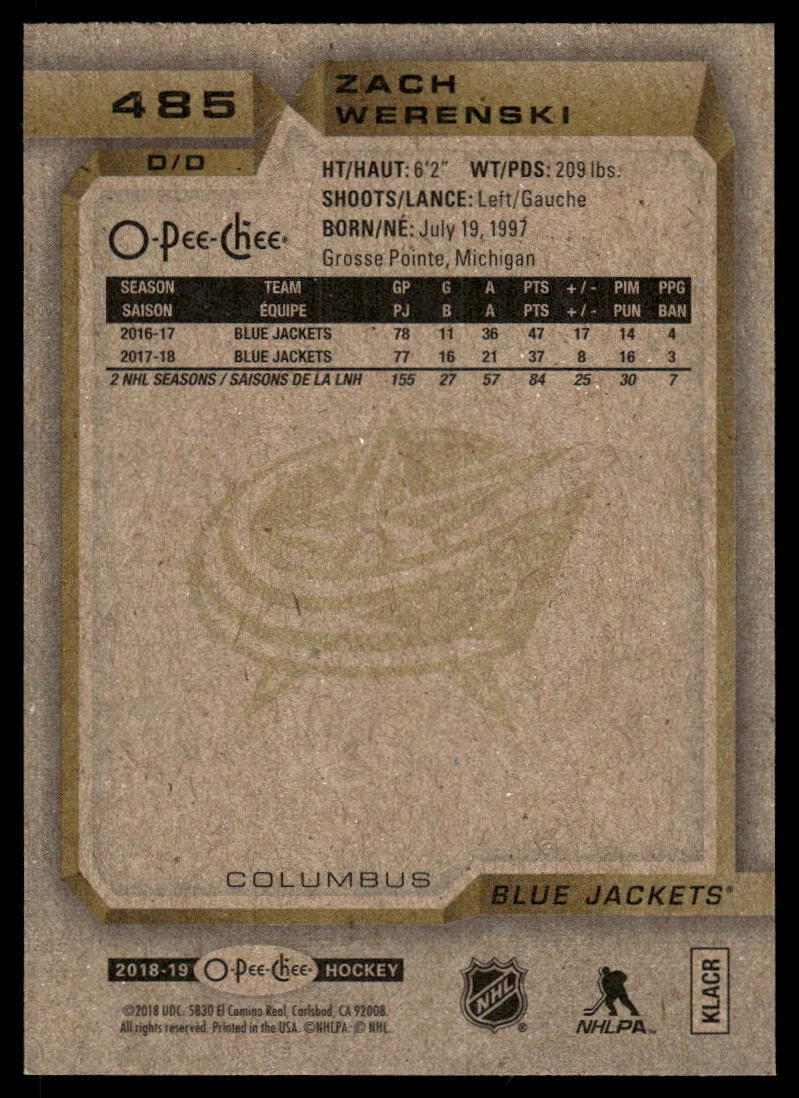 485
ZACH
WERENSKI
D/D
HT/HAUT: 6'2" WT/PDS: 209 lbs.
SHOOTS/LANCE: Left/Gauche
BORN/NÉ: July 19, 1997
Grosse Pointe, Michigan
O-Pee-Chee
SEASON TEAM GP G A PTS +/- PIM PPG
SAISON ÉQUIPE PJ B A PTS +/- PUN BAN
2016-17 BLUE JACKETS 78 11 36 47 17 14 4
2017-18 BLUE JACKETS 77 16 21 37 8 16 3
2 NHL SEASONS / SAISONS DE LA LNH 155 27 57 84 25 30 7
COLUMBUS
BLUE JACKETS®
2018-19 O-Pee-Chee HOCKEY
©2018 UDC. 5830 El Camino Real, Carlsbad, CA 92008.
All rights reserved. Printed in the USA. ©NHLPA. © NHL.
NHL®
NHLPA™
KLACR